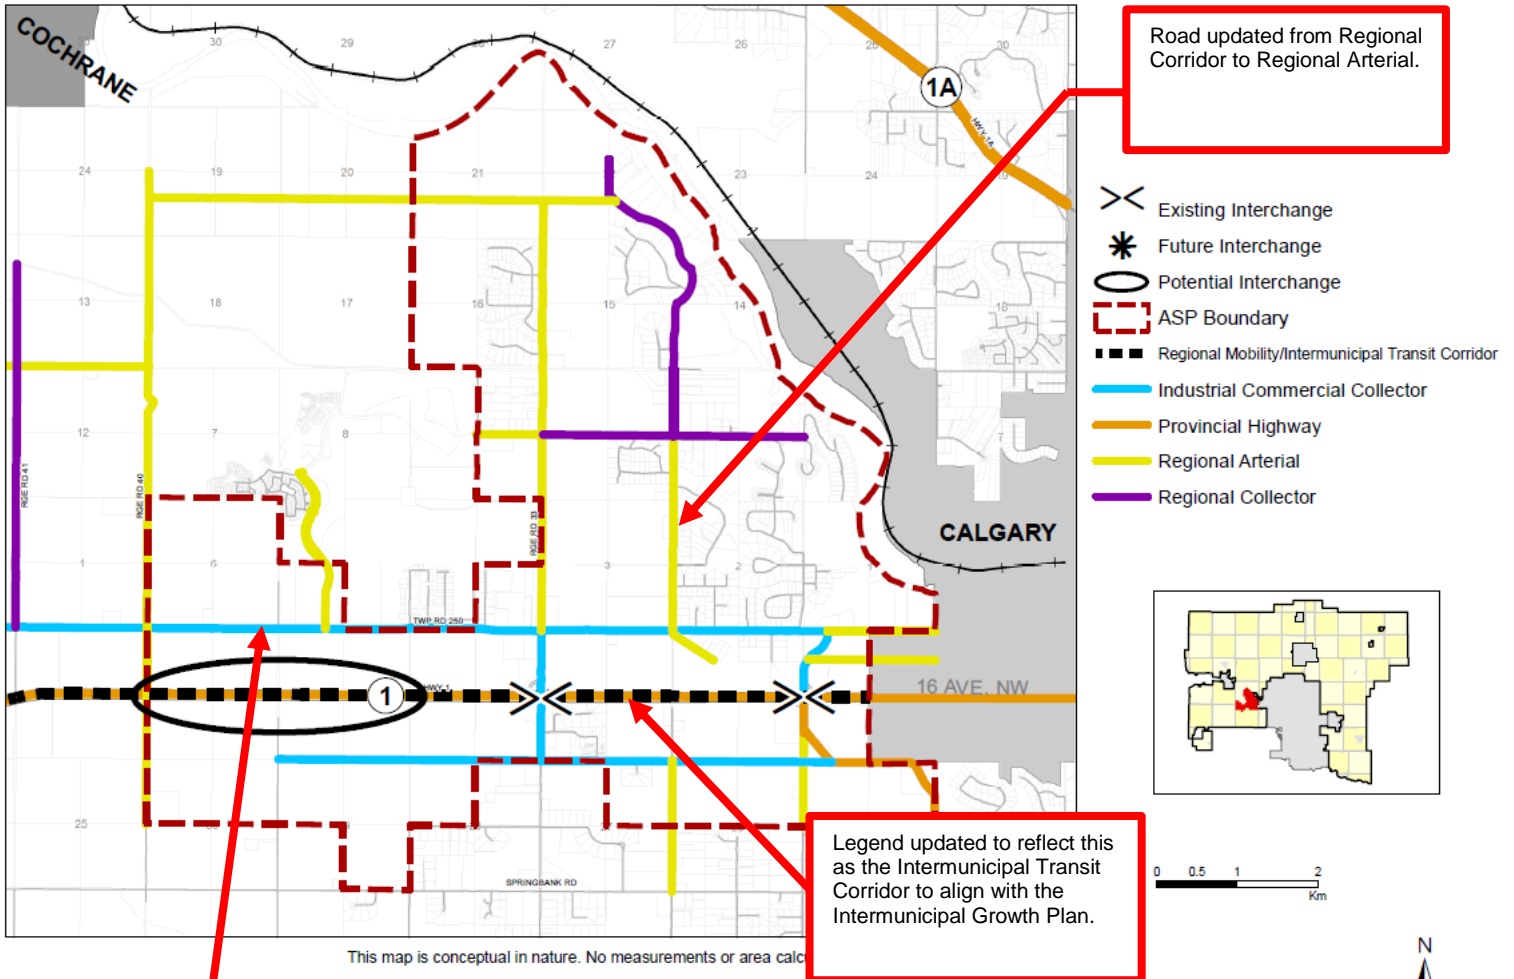 COCHRANE
30
29
28
27
26
25
30
1A
HWY 1A
Road updated from Regional
Corridor to Regional Arterial.
24
19
20
21
23
24
19
Existing Interchange
Future Interchange
Potential Interchange
ASP Boundary
Regional Mobility/Intermunicipal Transit Corridor
Industrial Commercial Collector
Provincial Highway
Regional Arterial
Regional Collector
13
18
17
16
15
14
18
12
7
8
7
RGE RD 41
RGE RD 40
RGE RD 33
CALGARY
1
6
3
2
TWP RD 250
1
HWY 1
16 AVE. NW
25
SPRINGBANK RD
Legend updated to reflect this
as the Intermunicipal Transit
Corridor to align with the
Intermunicipal Growth Plan.
0 0.5 1 2
Km
N
This map is conceptual in nature. No measurements or area calc